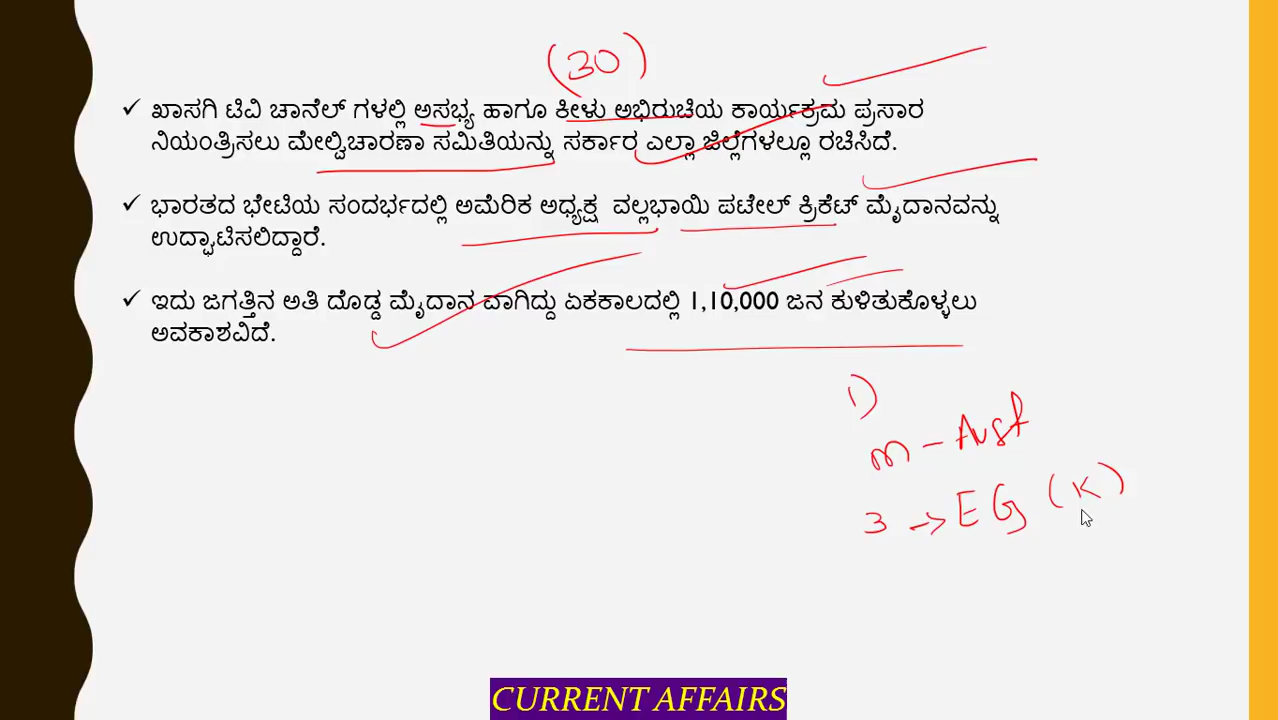 (30)
✓ ಖಾಸಗಿ ಟಿವಿ ಚಾನೆಲ್ ಗಳಲ್ಲಿ ಅಸಭ್ಯ ಹಾಗೂ ಕೀಳು ಅಭಿರುಚಿಯ ಕಾರ್ಯಕ್ರಮ ಪ್ರಸಾರ
ನಿಯಂತ್ರಿಸಲು ಮೇಲ್ವಿಚಾರಣಾ ಸಮಿತಿಯನ್ನು ಸರ್ಕಾರ ಎಲ್ಲಾ ಜಿಲ್ಲೆಗಳಲ್ಲೂ ರಚಿಸಿದೆ.
✓ ಭಾರತದ ಭೇಟಿಯ ಸಂದರ್ಭದಲ್ಲಿ ಅಮೆರಿಕ ಅಧ್ಯಕ್ಷ ವಲ್ಲಭಾಯಿ ಪಟೇಲ್ ಕ್ರಿಕೆಟ್ ಮೈದಾನವನ್ನು
ಉದ್ಘಾಟಿಸಲಿದ್ದಾರೆ.
✓ ಇದು ಜಗತ್ತಿನ ಅತಿ ದೊಡ್ಡ ಮೈದಾನ ವಾಗಿದ್ದು ಏಕಕಾಲದಲ್ಲಿ 1,10,000 ಜನ ಕುಳಿತುಕೊಳ್ಳಲು
ಅವಕಾಶವಿದೆ.
1)
m - Aust
3 → EG (K)
CURRENT AFFAIRS